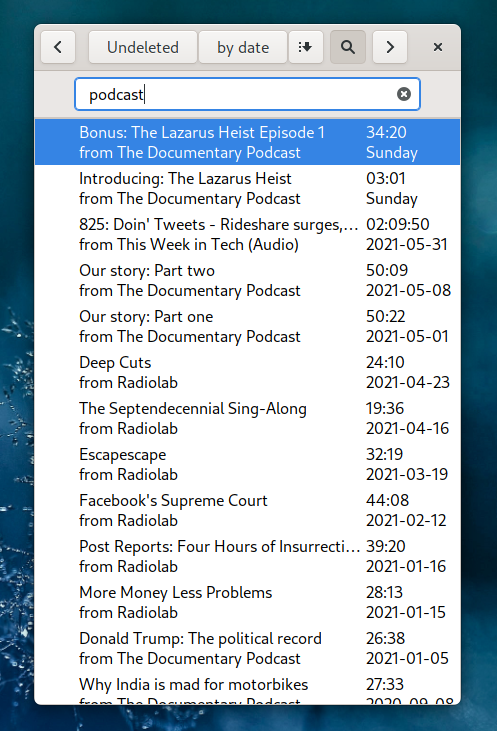 Undeleted by date
podcast
Bonus: The Lazarus Heist Episode 1 34:20
from The Documentary Podcast Sunday
Introducing: The Lazarus Heist 03:01
from The Documentary Podcast Sunday
825: Doin' Tweets - Rideshare surges,… 02:09:50
from This Week in Tech (Audio) 2021-05-31
Our story: Part two 50:09
from The Documentary Podcast 2021-05-08
Our story: Part one 50:22
from The Documentary Podcast 2021-05-01
Deep Cuts 24:10
from Radiolab 2021-04-23
The Septendecennial Sing-Along 19:36
from Radiolab 2021-04-16
Escapescape 32:19
from Radiolab 2021-03-19
Facebook's Supreme Court 44:08
from Radiolab 2021-02-12
Post Reports: Four Hours of Insurrecti… 39:20
from Radiolab 2021-01-16
More Money Less Problems 28:13
from Radiolab 2021-01-15
Donald Trump: The political record 26:38
from The Documentary Podcast 2021-01-05
Why India is mad for motorbikes 27:33
from The Documentary Podcast 2020-09-08